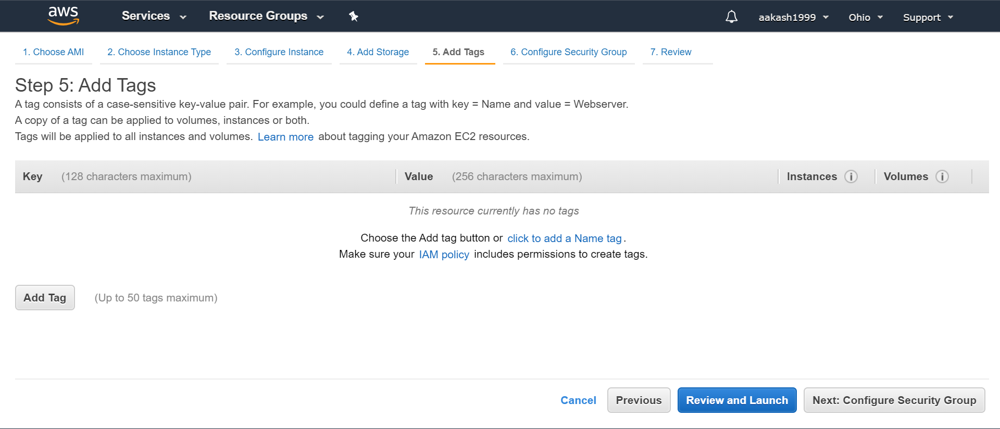 aws Services Resource Groups aakash1999 Ohio Support
1. Choose AMI 2. Choose Instance Type 3. Configure Instance 4. Add Storage 5. Add Tags 6. Configure Security Group 7. Review
Step 5: Add Tags
A tag consists of a case-sensitive key-value pair. For example, you could define a tag with key = Name and value = Webserver.
A copy of a tag can be applied to volumes, instances or both.
Tags will be applied to all instances and volumes. Learn more about tagging your Amazon EC2 resources.
Key (128 characters maximum) Value (256 characters maximum) Instances i Volumes i
This resource currently has no tags
Choose the Add tag button or click to add a Name tag.
Make sure your IAM policy includes permissions to create tags.
Add Tag (Up to 50 tags maximum)
Cancel Previous Review and Launch Next: Configure Security Group